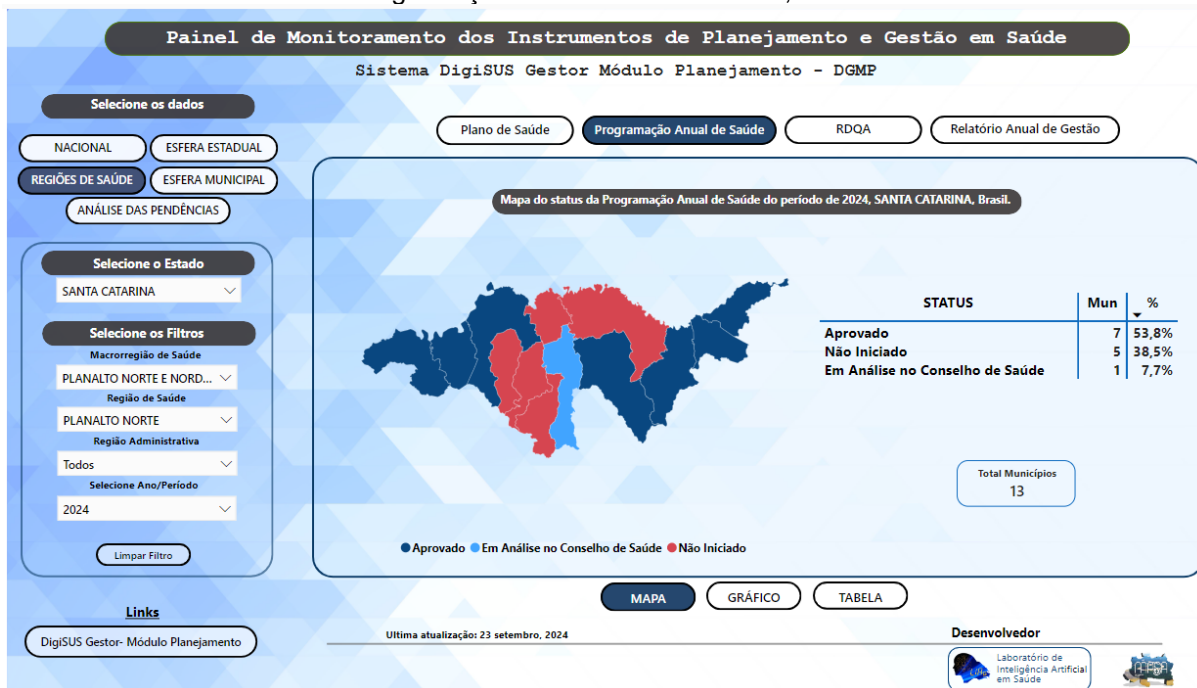 Painel de Monitoramento dos Instrumentos de Planejamento e Gestão em Saúde
Sistema DigiSUS Gestor Módulo Planejamento - DGMP
Selecione os dados
NACIONAL
ESFERA ESTADUAL
REGIÕES DE SAÚDE
ESFERA MUNICIPAL
ANÁLISE DAS PENDÊNCIAS
Selecione o Estado
SANTA CATARINA
Selecione os Filtros
Macrorregião de Saúde
PLANALTO NORTE E NORD...
Região de Saúde
PLANALTO NORTE
Região Administrativa
Todos
Selecione Ano/Período
2024
Limpar Filtro
Links
DigiSUS Gestor- Módulo Planejamento
Plano de Saúde
Programação Anual de Saúde
RDQA
Relatório Anual de Gestão
Mapa do status da Programação Anual de Saúde do período de 2024, SANTA CATARINA, Brasil.
STATUS Mun %
Aprovado 7 53,8%
Não Iniciado 5 38,5%
Em Análise no Conselho de Saúde 1 7,7%
Total Municípios
13
Aprovado Em Análise no Conselho de Saúde Não Iniciado
MAPA
GRÁFICO
TABELA
Ultima atualização: 23 setembro, 2024
Desenvolvedor
Laboratório de
Inteligência Artificial
em Saúde